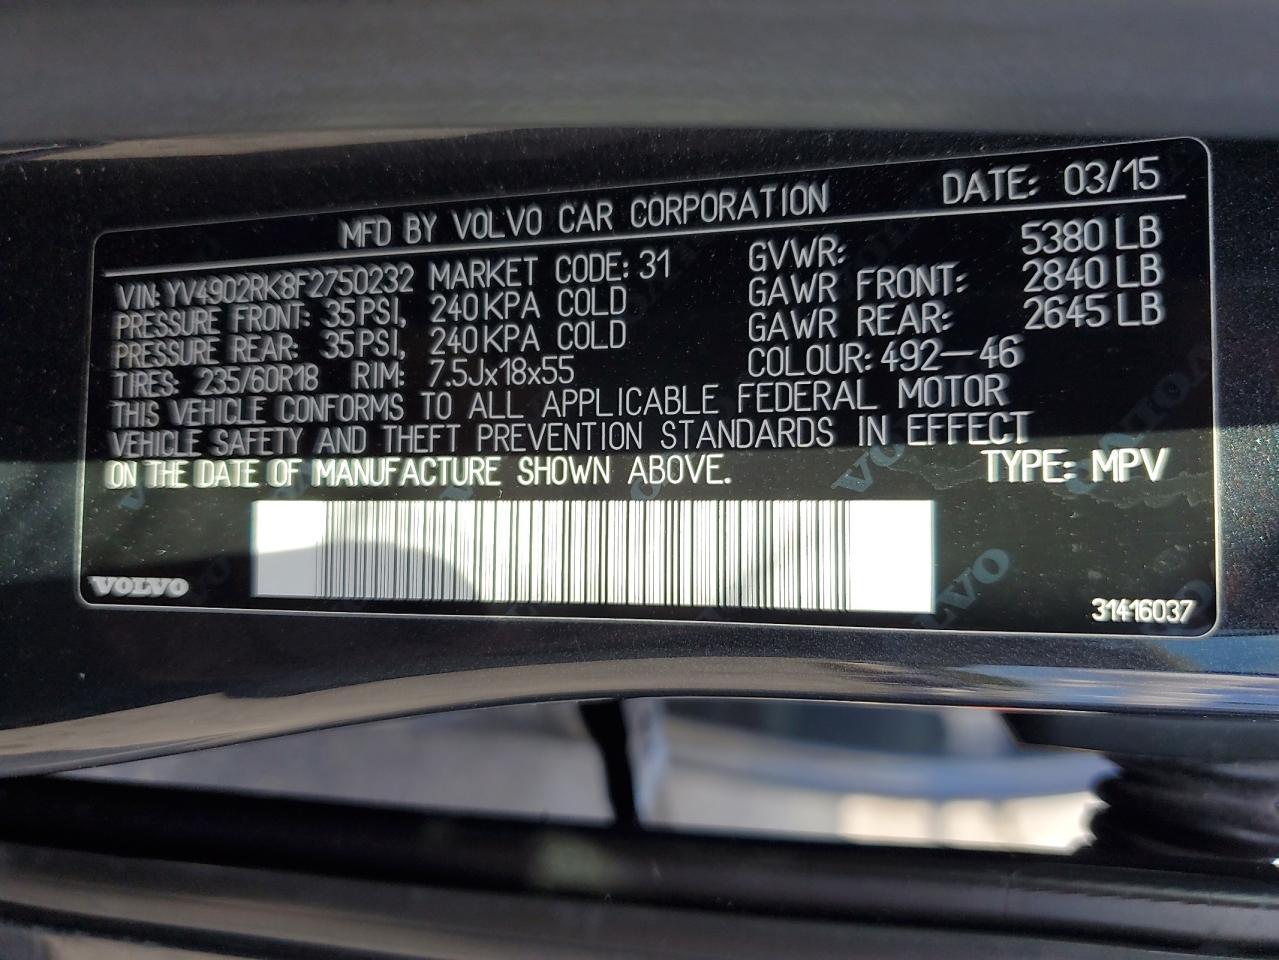 MFD BY VOLVO CAR CORPORATION DATE: 03/15
VIN: YV4902RK8F2750232 MARKET CODE: 31 GVWR: 5380 LB
PRESSURE FRONT: 35 PSI, 240 KPA COLD GAWR FRONT: 2840 LB
PRESSURE REAR: 35 PSI, 240 KPA COLD GAWR REAR: 2645 LB
TIRES: 235/60R18 RIM: 7.5Jx18x55 COLOUR: 492-46
THIS VEHICLE CONFORMS TO ALL APPLICABLE FEDERAL MOTOR
VEHICLE SAFETY AND THEFT PREVENTION STANDARDS IN EFFECT
ON THE DATE OF MANUFACTURE SHOWN ABOVE. TYPE: MPV
VOLVO
31416037